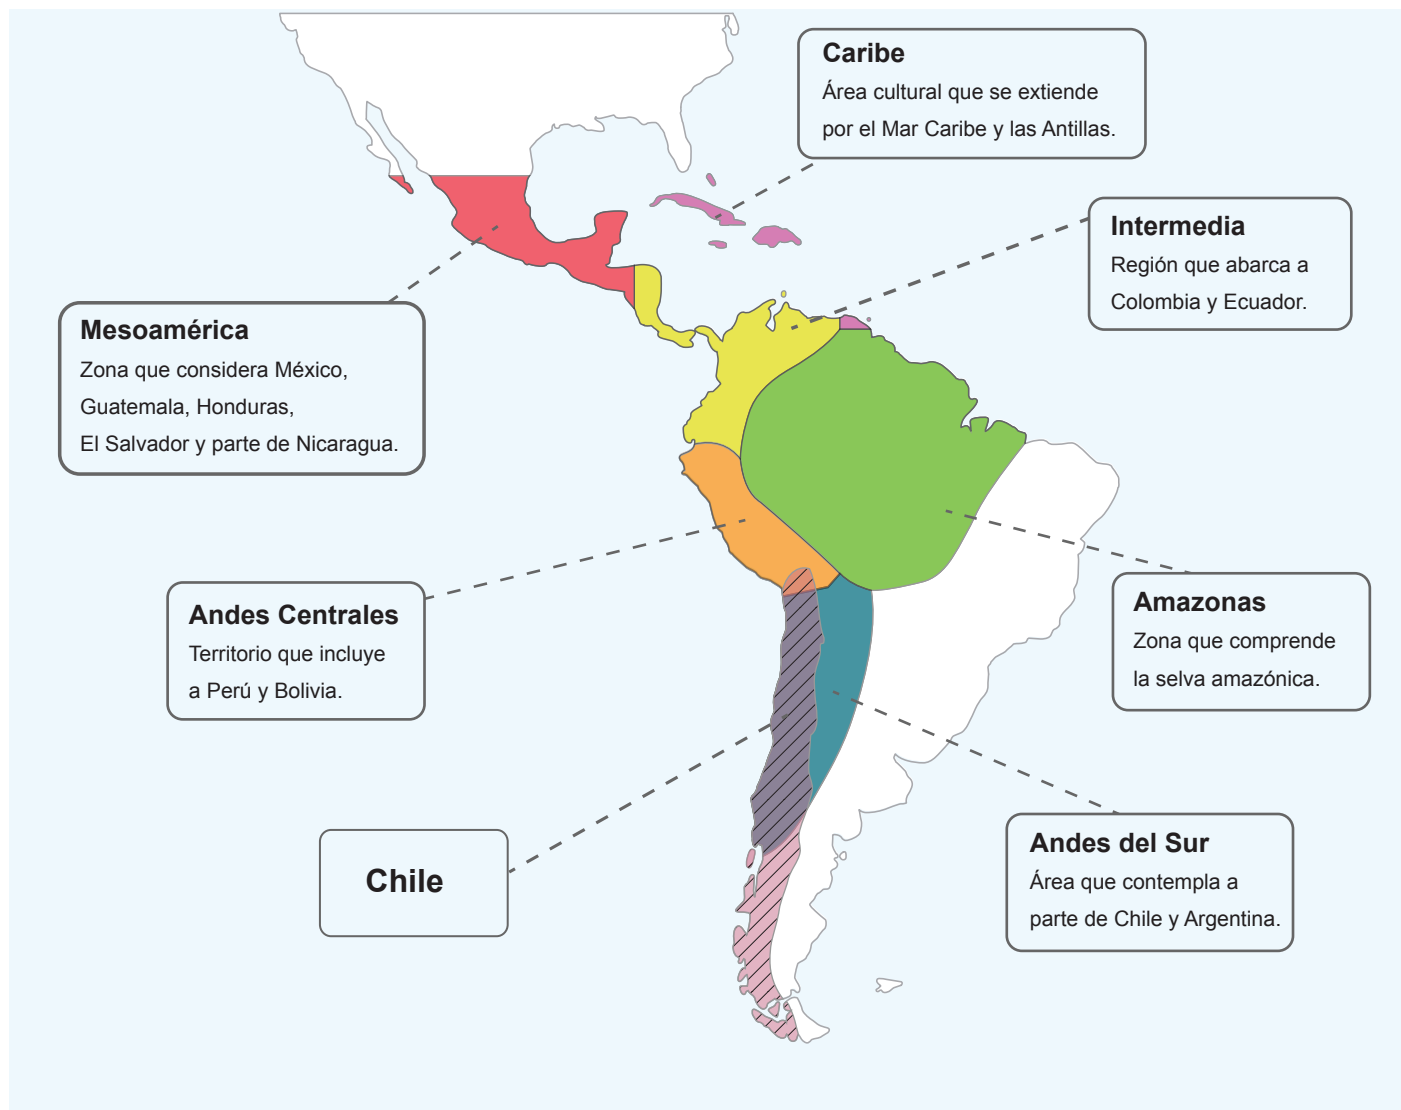 Caribe
Área cultural que se extiende
por el Mar Caribe y las Antillas.
Intermedia
Región que abarca a
Colombia y Ecuador.
Mesoamérica
Zona que considera México,
Guatemala, Honduras,
El Salvador y parte de Nicaragua.
Andes Centrales
Territorio que incluye
a Perú y Bolivia.
Amazonas
Zona que comprende
la selva amazónica.
Chile
Andes del Sur
Área que contempla a
parte de Chile y Argentina.